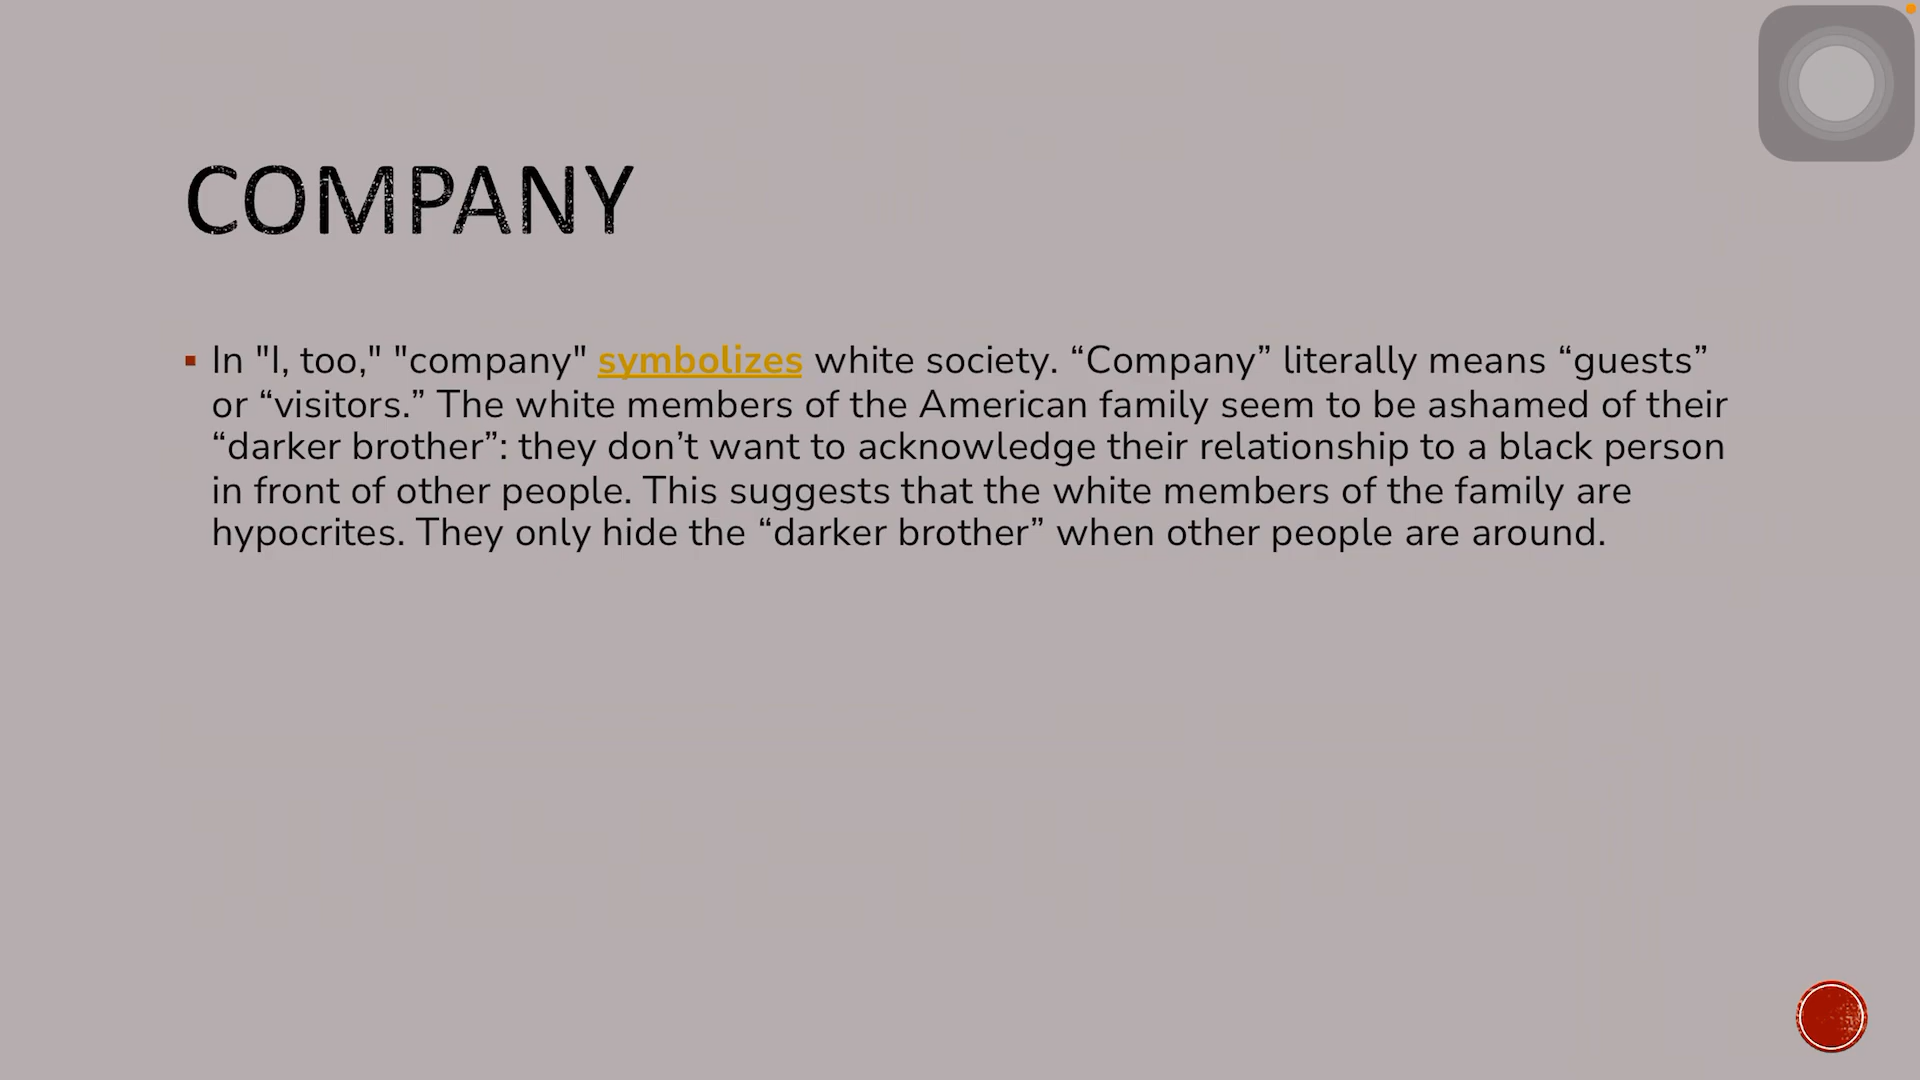 COMPANY
In "I, too," "company" symbolizes white society. “Company” literally means “guests”
or “visitors.” The white members of the American family seem to be ashamed of their
“darker brother”: they don’t want to acknowledge their relationship to a black person
in front of other people. This suggests that the white members of the family are
hypocrites. They only hide the “darker brother” when other people are around.